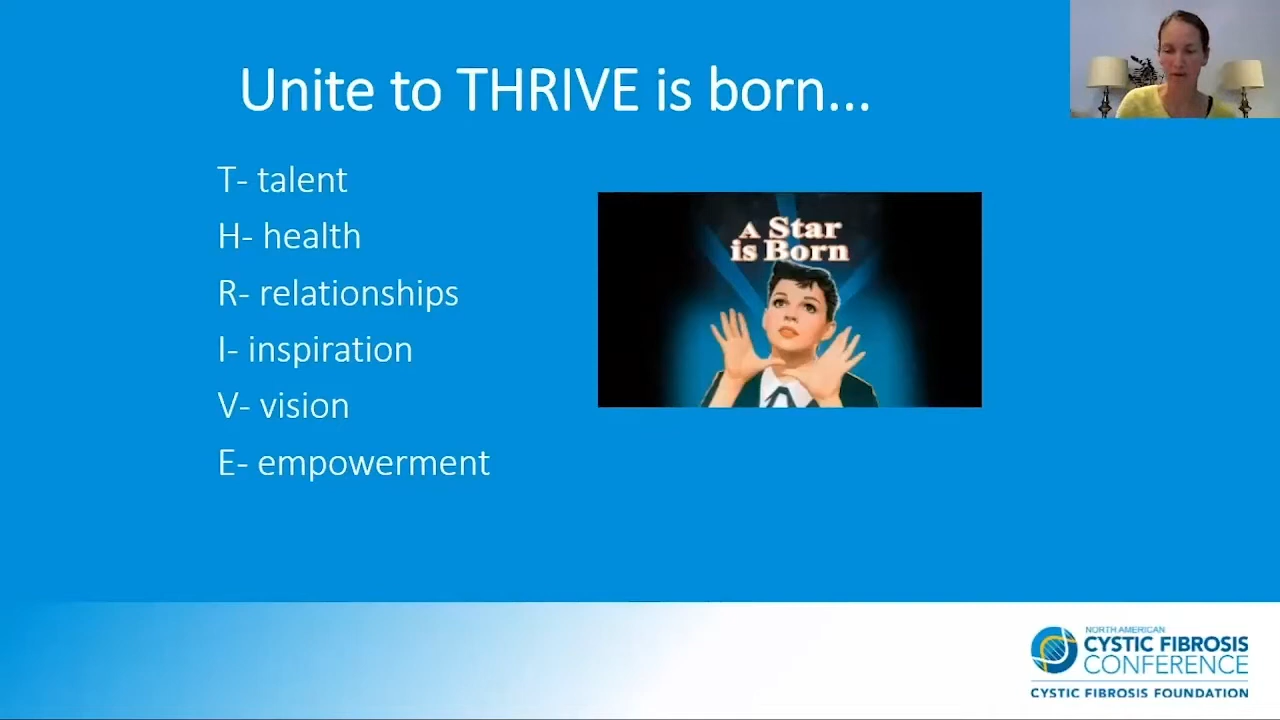 Unite to THRIVE is born...
T- talent
H- health
R- relationships
I- inspiration
V- vision
E- empowerment
A Star
is Born
NORTH AMERICAN
CYSTIC FIBROSIS
CONFERENCE
CYSTIC FIBROSIS FOUNDATION